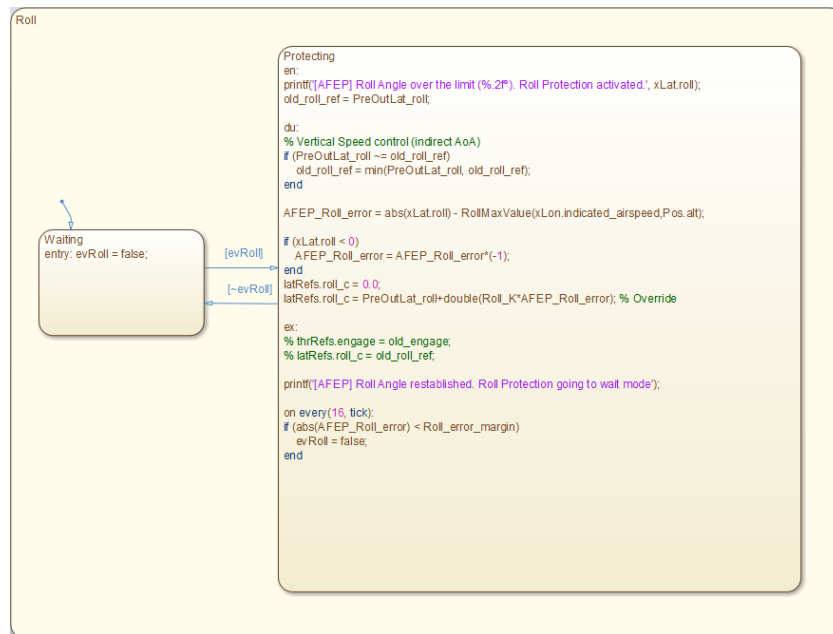 Roll
Waiting
entry: evRoll = false;
[evRoll]
[~evRoll]
Protecting
en:
printf('[AFEP] Roll Angle over the limit (%.2fº). Roll Protection activated.', xLat.roll);
old_roll_ref = PreOutLat_roll;
du:
% Vertical Speed control (indirect AoA)
if (PreOutLat_roll ~= old_roll_ref)
old_roll_ref = min(PreOutLat_roll, old_roll_ref);
end
AFEP_Roll_error = abs(xLat.roll) - RollMaxValue(xLon.indicated_airspeed,Pos.alt);
if (xLat.roll < 0)
AFEP_Roll_error = AFEP_Roll_error*(-1);
end
latRefs.roll_c = 0.0;
latRefs.roll_c = PreOutLat_roll+double(Roll_K*AFEP_Roll_error); % Override
ex:
% thrRefs.engage = old_engage;
% latRefs.roll_c = old_roll_ref;
printf('[AFEP] Roll Angle restablished. Roll Protection going to wait mode');
on every(16, tick):
if (abs(AFEP_Roll_error) < Roll_error_margin)
evRoll = false;
end